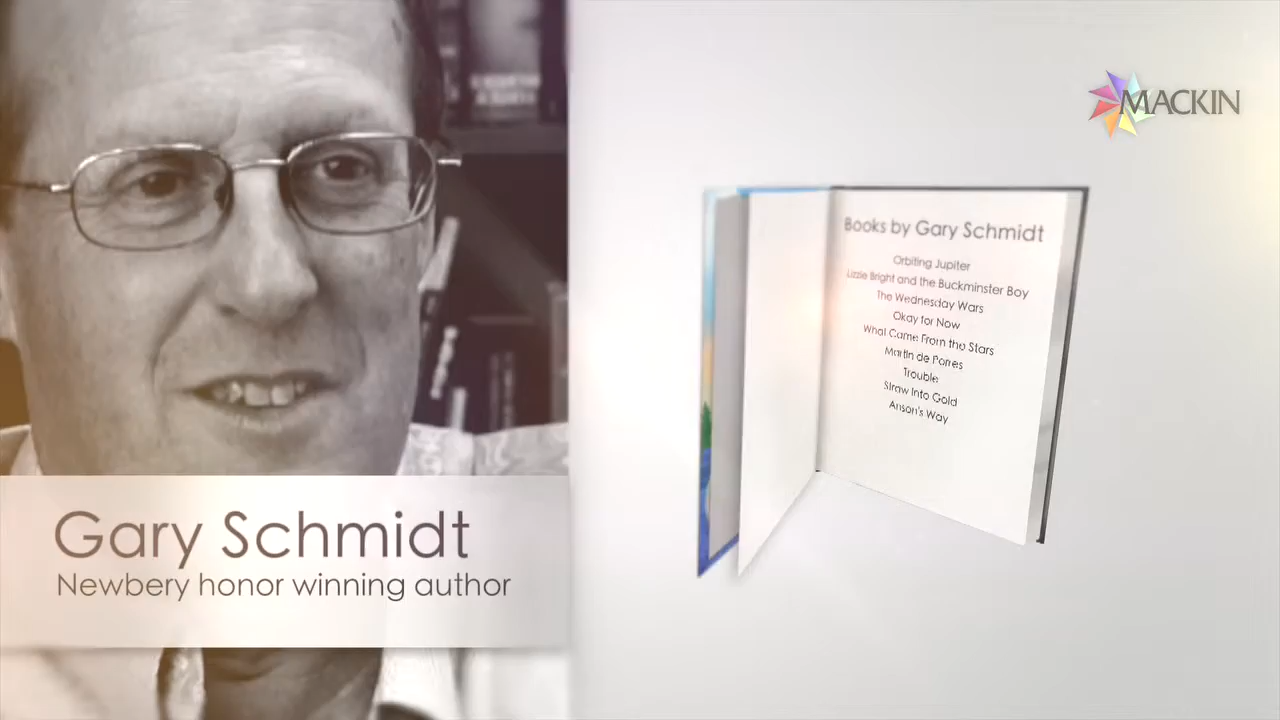 MACKIN
Books by Gary Schmidt
Orbiting Jupiter
Lizzie Bright and the Buckminster Boy
The Wednesday Wars
Okay for Now
What Came From the Stars
Martin de Porres
Trouble
Straw Into Gold
Anson's Way
Gary Schmidt
Newbery honor winning author